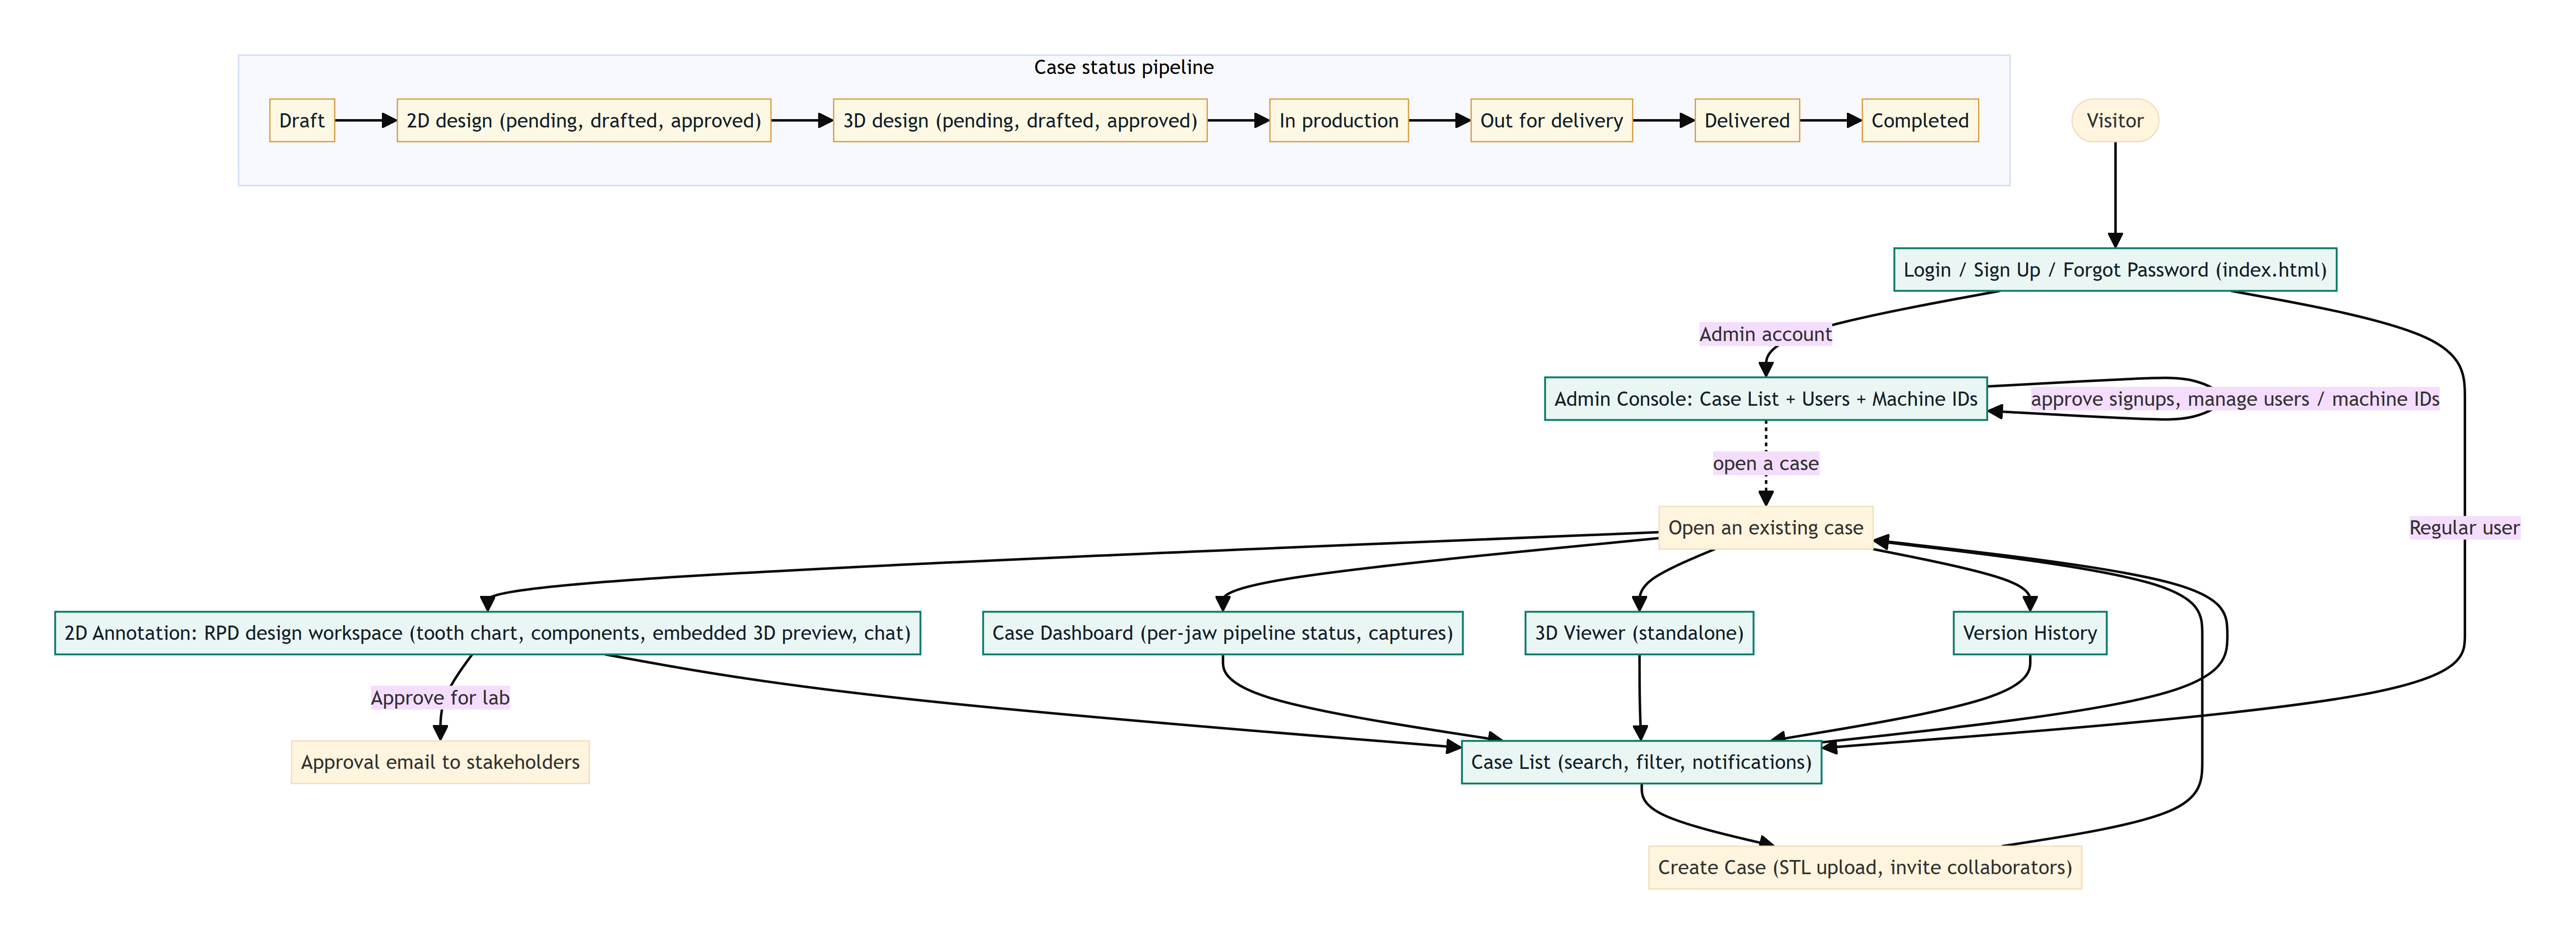 Case status pipeline
Draft
2D design (pending, drafted, approved)
3D design (pending, drafted, approved)
In production
Out for delivery
Delivered
Completed
Visitor
Login / Sign Up / Forgot Password (index.html)
Admin account
Admin Console: Case List + Users + Machine IDs
approve signups, manage users / machine IDs
open a case
Open an existing case
Regular user
2D Annotation: RPD design workspace (tooth chart, components, embedded 3D preview, chat)
Case Dashboard (per-jaw pipeline status, captures)
3D Viewer (standalone)
Version History
Approve for lab
Approval email to stakeholders
Case List (search, filter, notifications)
Create Case (STL upload, invite collaborators)